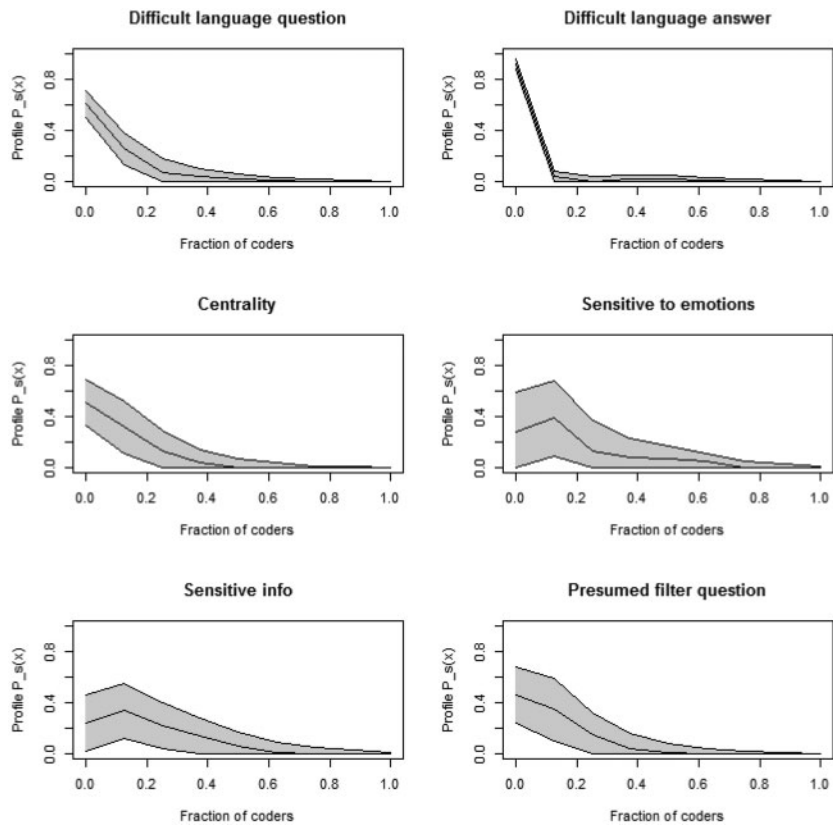 Difficult language question
Difficult language answer
Profile P_s(x)
0.0 0.4 0.8
0.0 0.2 0.4 0.6 0.8 1.0
Fraction of coders
Profile P_s(x)
0.0 0.4 0.8
0.0 0.2 0.4 0.6 0.8 1.0
Fraction of coders
Centrality
Sensitive to emotions
Profile P_s(x)
0.0 0.4 0.8
0.0 0.2 0.4 0.6 0.8 1.0
Fraction of coders
Profile P_s(x)
0.0 0.4 0.8
0.0 0.2 0.4 0.6 0.8 1.0
Fraction of coders
Sensitive info
Presumed filter question
Profile P_s(x)
0.0 0.4 0.8
0.0 0.2 0.4 0.6 0.8 1.0
Fraction of coders
Profile P_s(x)
0.0 0.4 0.8
0.0 0.2 0.4 0.6 0.8 1.0
Fraction of coders